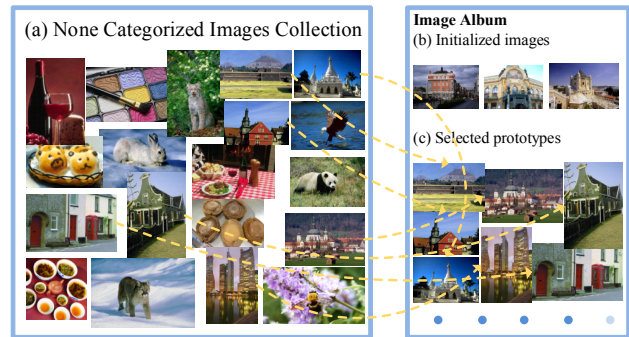 (a) None Categorized Images Collection
Image Album
(b) Initialized images
(c) Selected prototypes